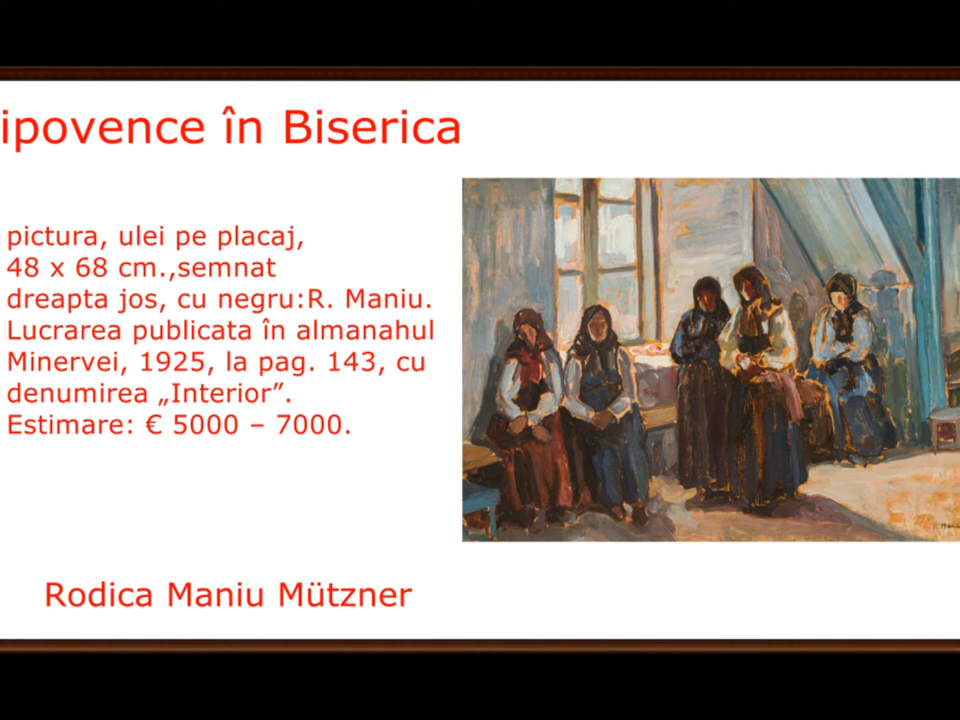 ipovence în Biserica
pictura, ulei pe placaj,
48 x 68 cm.,semnat
dreapta jos, cu negru:R. Maniu.
Lucrarea publicata în almanahul
Minervei, 1925, la pag. 143, cu
denumirea „Interior”.
Estimare: € 5000 – 7000.
Rodica Maniu Mützner